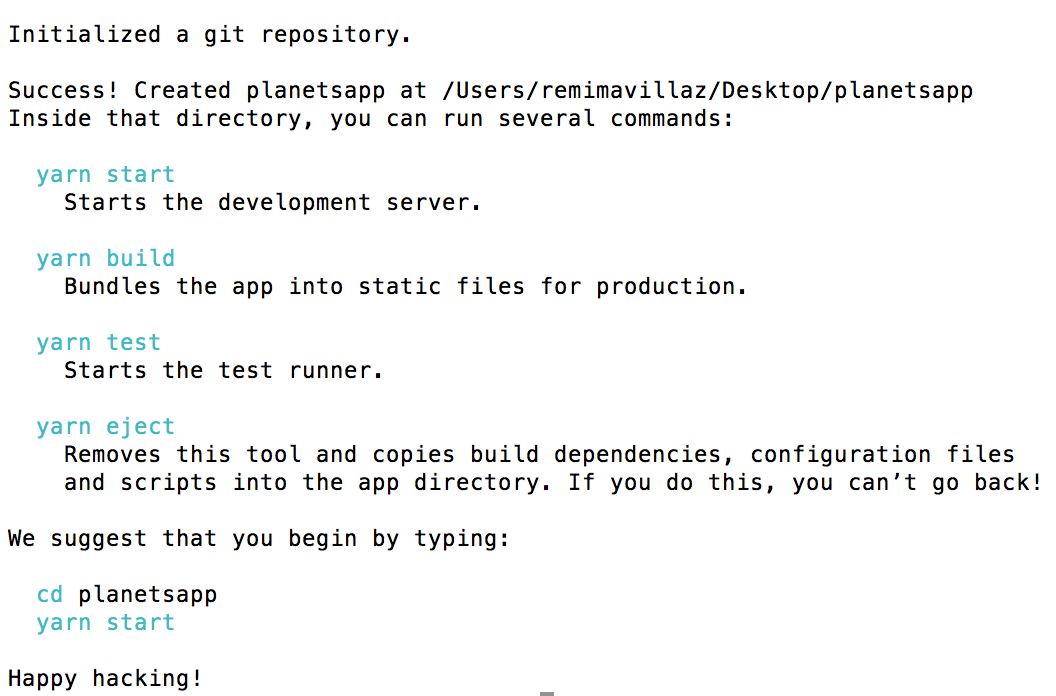 Initialized a git repository.
Success! Created planetsapp at /Users/remimavillaz/Desktop/planetsapp
Inside that directory, you can run several commands:
yarn start
Starts the development server.
yarn build
Bundles the app into static files for production.
yarn test
Starts the test runner.
yarn eject
Removes this tool and copies build dependencies, configuration files
and scripts into the app directory. If you do this, you can’t go back!
We suggest that you begin by typing:
cd planetsapp
yarn start
Happy hacking!